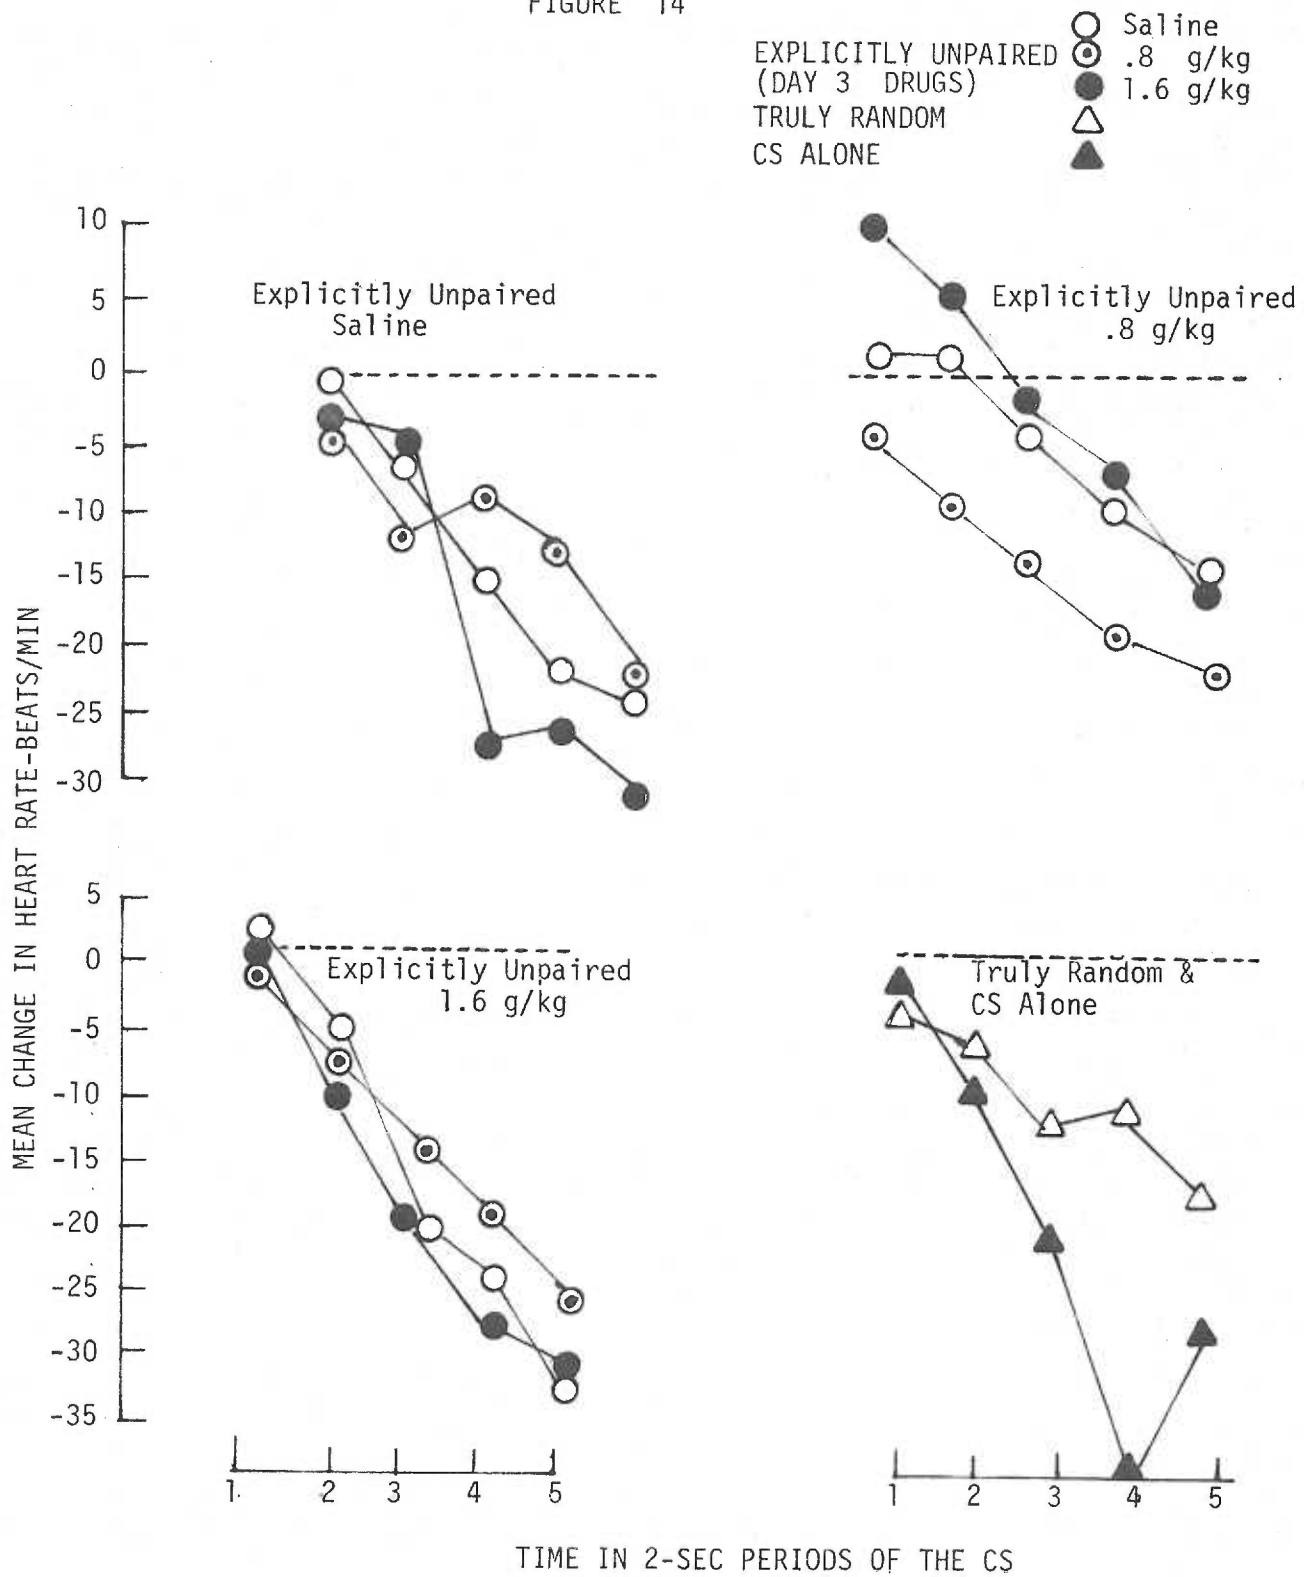 FIGURE 14
Saline
EXPLICITLY UNPAIRED .8 g/kg
(DAY 3 DRUGS) 1.6 g/kg
TRULY RANDOM
CS ALONE
10
5
0
-5
-10
-15
-20
-25
-30
Explicitly Unpaired
Saline
Explicitly Unpaired
.8 g/kg
MEAN CHANGE IN HEART RATE-BEATS/MIN
5
0
-5
-10
-15
-20
-25
-30
-35
Explicitly Unpaired
1.6 g/kg
Truly Random &
CS Alone
1 2 3 4 5
1 2 3 4 5
TIME IN 2-SEC PERIODS OF THE CS